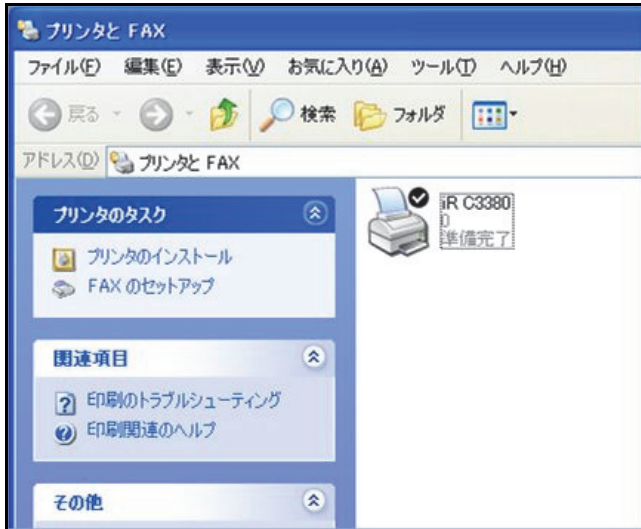 プリンタと FAX
ファイル(F) 編集(E) 表示(V) お気に入り(A) ツール(T) ヘルプ(H)
戻る 検索 フォルダ
アドレス(D) プリンタと FAX
プリンタのタスク
プリンタのインストール
FAX のセットアップ
関連項目
印刷のトラブルシューティング
印刷関連のヘルプ
その他
iR C3380
0
準備完了